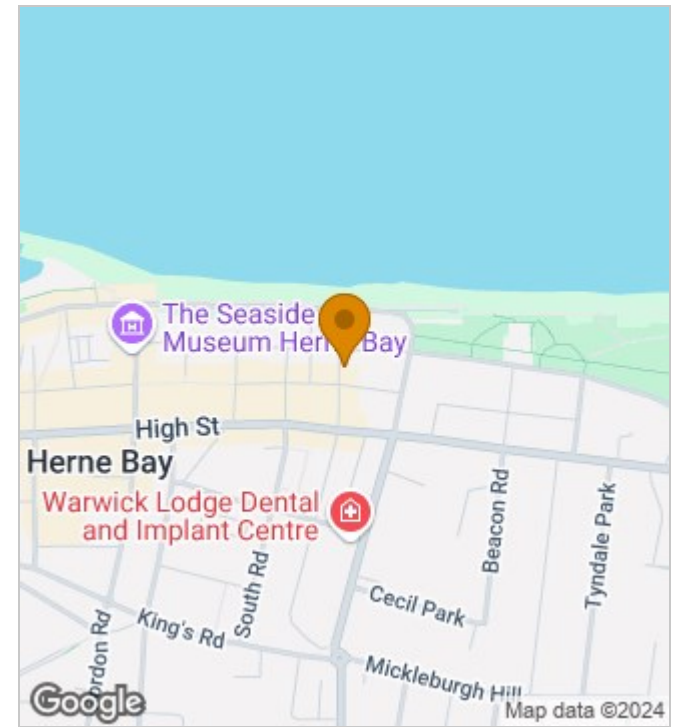 The Seaside
Museum Herne Bay
High St
Herne Bay
Warwick Lodge Dental
and Implant Centre
Beacon Rd
Tyndale Park
South Rd
Cecil Park
King's Rd
ordon Rd
Mickleburgh Hill
Google
Map data ©2024